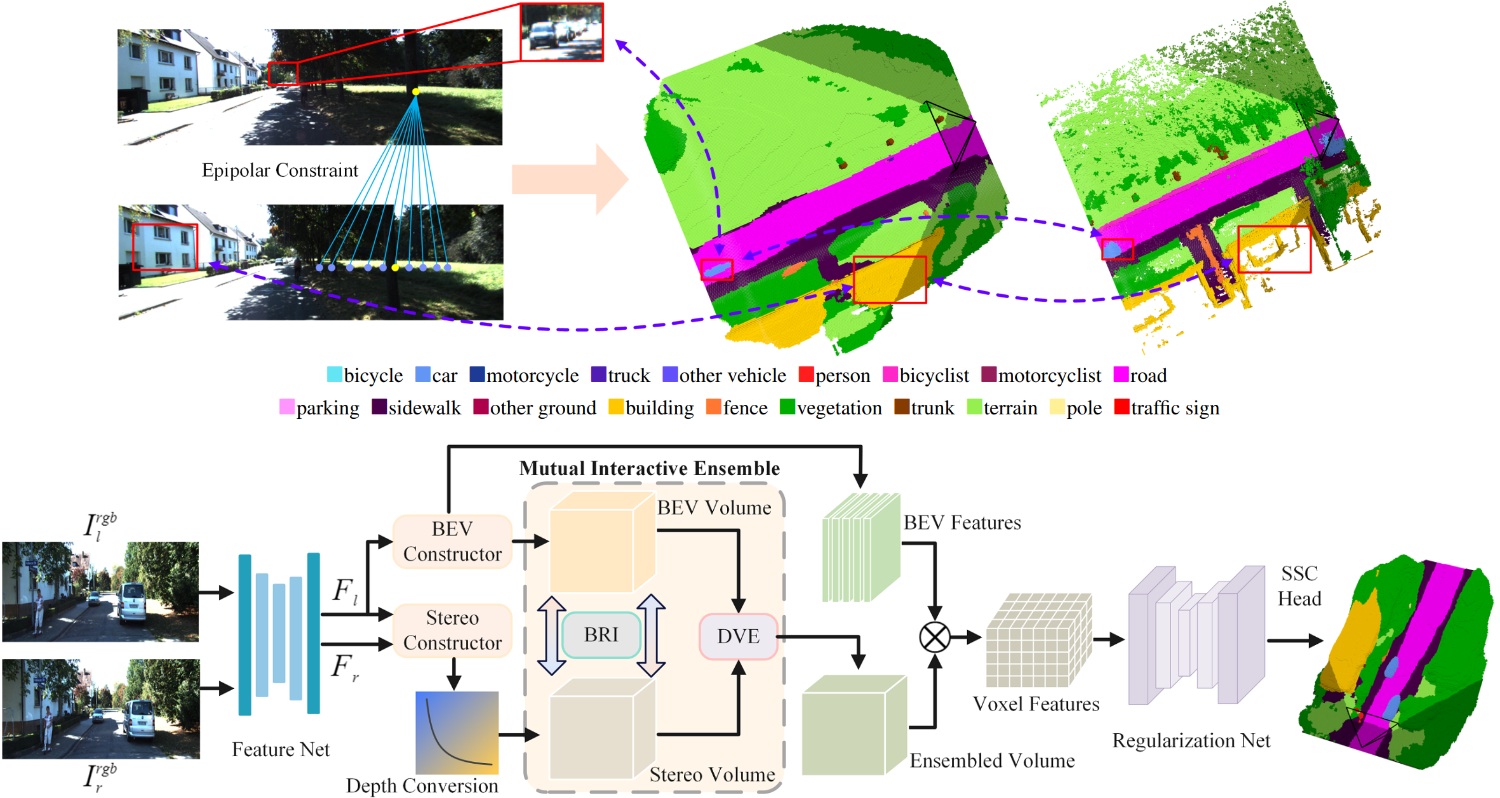 Epipolar Constraint
bicycle car motorcycle truck other vehicle person bicyclist motorcyclist road
parking sidewalk other ground building fence vegetation trunk terrain pole traffic sign
Mutual Interactive Ensemble
I_l^{rgb}
BEV Constructor
BEV Volume
BEV Features
F_l
Stereo Constructor
BRI
DVE
SSC Head
F_r
Voxel Features
Feature Net
Regularization Net
I_r^{rgb}
Depth Conversion
Stereo Volume
Ensembled Volume